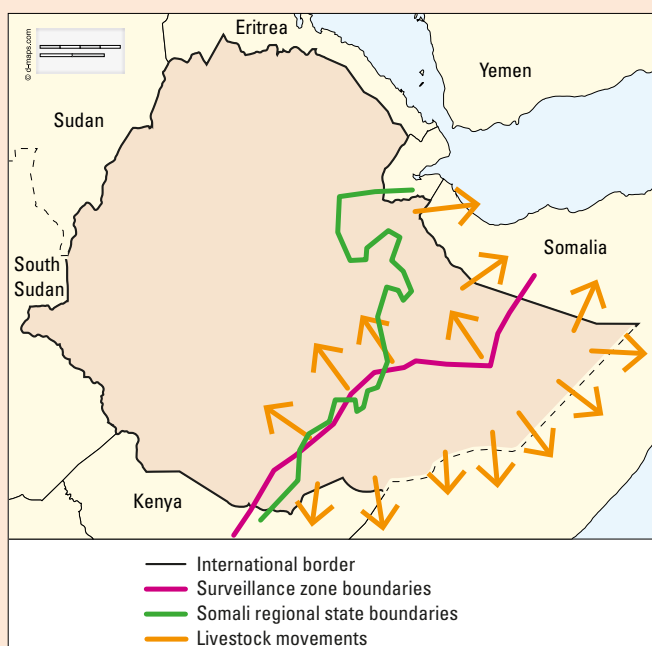 Eritrea
© d-maps.com
Yemen
Sudan
Somalia
South
Sudan
Kenya
International border
Surveillance zone boundaries
Somali regional state boundaries
Livestock movements